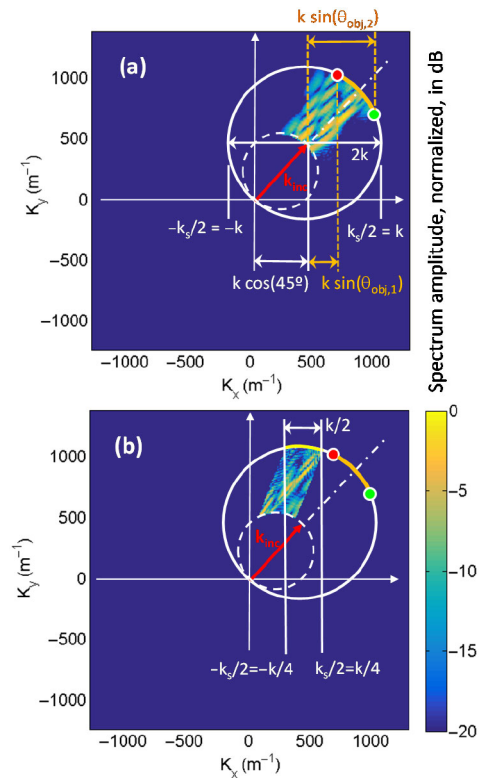 k sin(θobj,2)
(a)
1000
500
0
−500
−1000
Ky (m−1)
2k
kinc
−ks/2 = −k
ks/2 = k
k cos(45º)
k sin(θobj,1)
−1000
−500
0
500
1000
Kx (m−1)
Spectrum amplitude, normalized, in dB
0
−5
−10
−15
−20
(b)
k/2
1000
500
0
−500
−1000
Ky (m−1)
kinc
−ks/2=−k/4
ks/2=k/4
−1000
−500
0
500
1000
Kx (m−1)